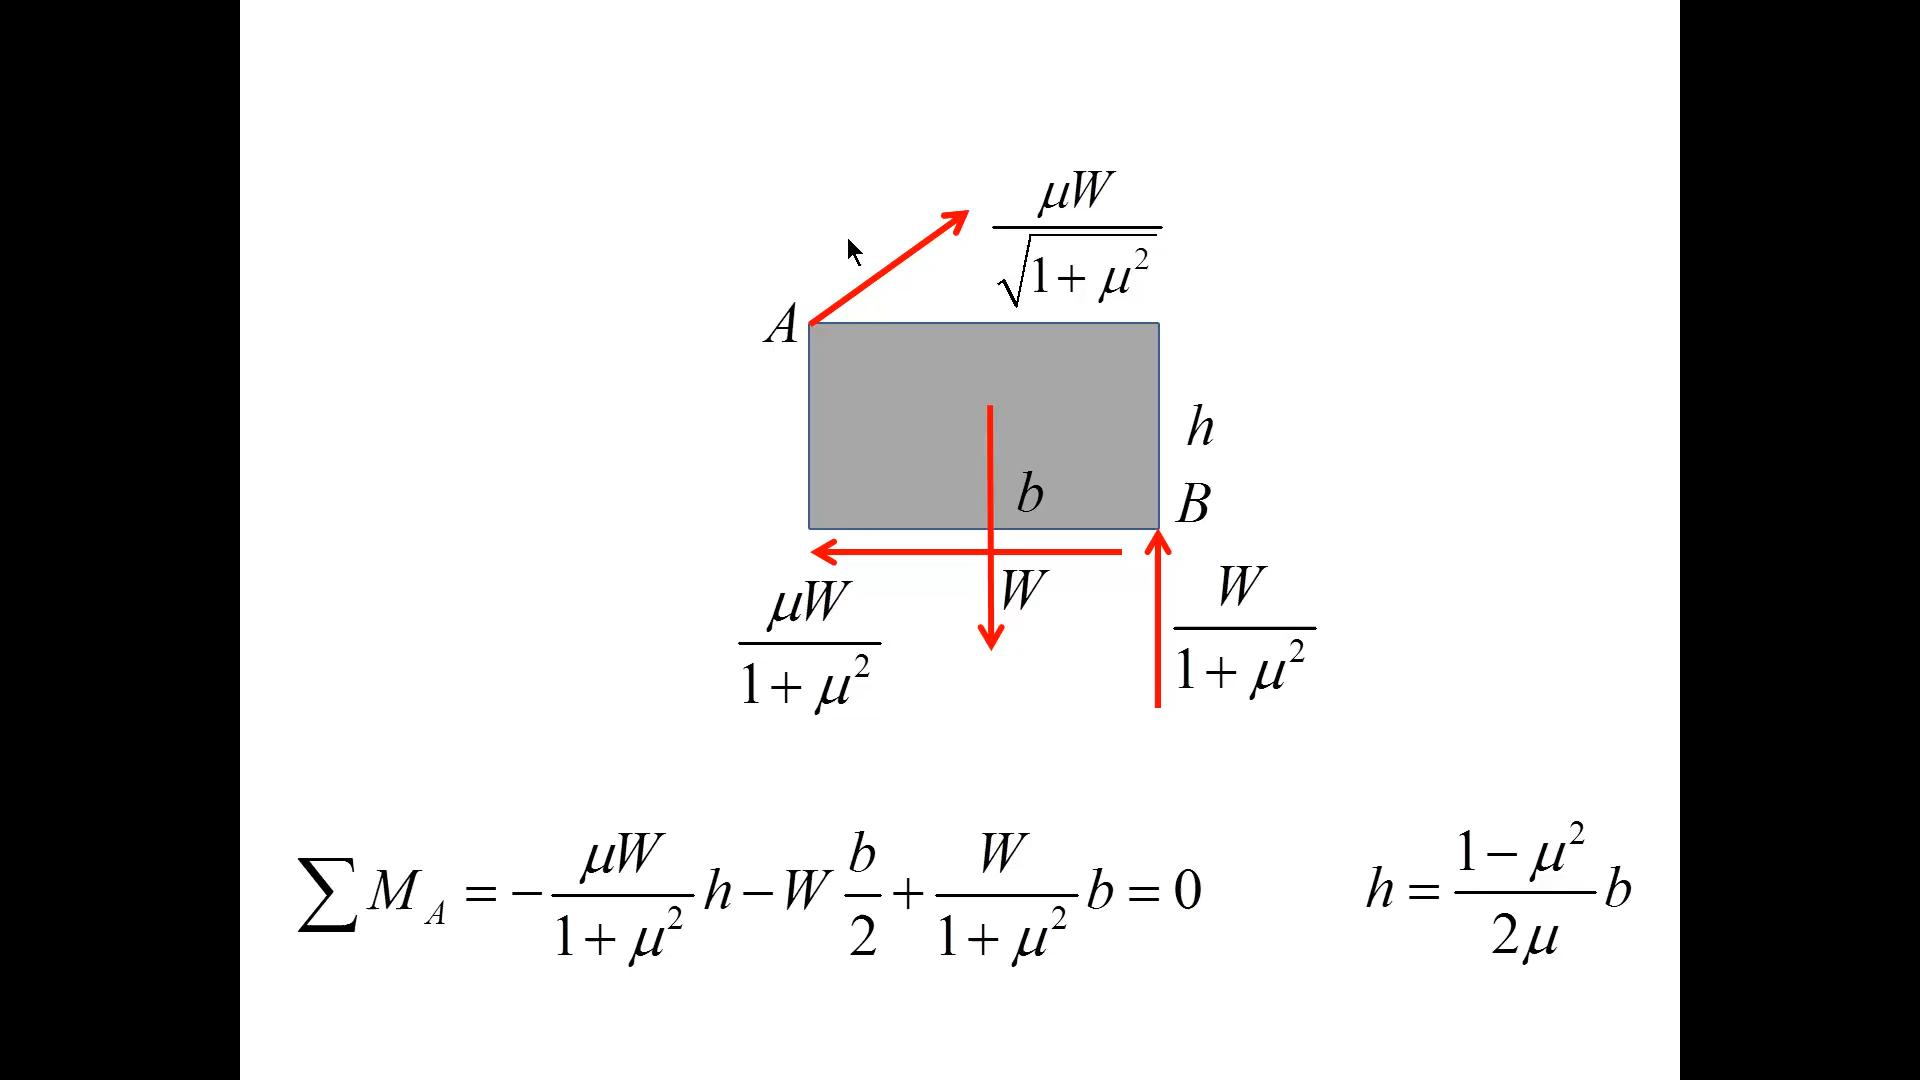 μW / √(1 + μ²)
A
h
b
B
W
μW / (1 + μ²)
W / (1 + μ²)
∑ M_A = − (μW / (1 + μ²)) h − W (b / 2) + (W / (1 + μ²)) b = 0
h = ((1 − μ²) / 2μ) b